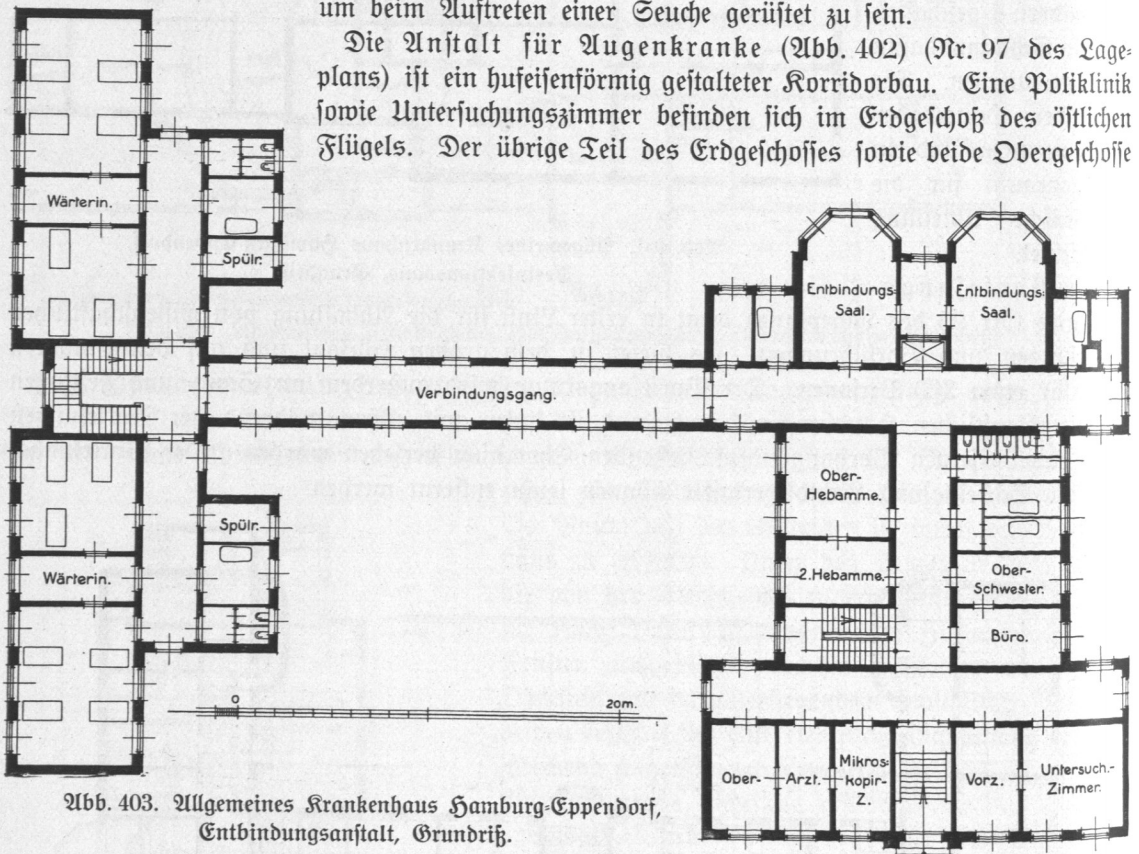 um beim Auftreten einer Seuche gerüstet zu sein.
Die Anstalt für Augenkranke (Abb. 402) (Nr. 97 des Lage-
plans) ist ein hufeisenförmig gestalteter Korridorbau. Eine Poliklinik
sowie Untersuchungszimmer befinden sich im Erdgeschoß des östlichen
Flügels. Der übrige Teil des Erdgeschosses sowie beide Obergeschosse
Wärterin.
Spülr.
Entbindungs-
Saal.
Entbindungs-
Saal.
Verbindungsgang.
Ober-
Hebamme.
Spülr.
Wärterin.
2. Hebamme.
Ober-
Schwester.
Büro.
0
20m.
Ober-
Arzt.
Mikros-
kopir-
Z.
Vorz.
Untersuch.-
Zimmer.
Abb. 403. Allgemeines Krankenhaus Hamburg-Eppendorf,
Entbindungsanstalt, Grundriß.